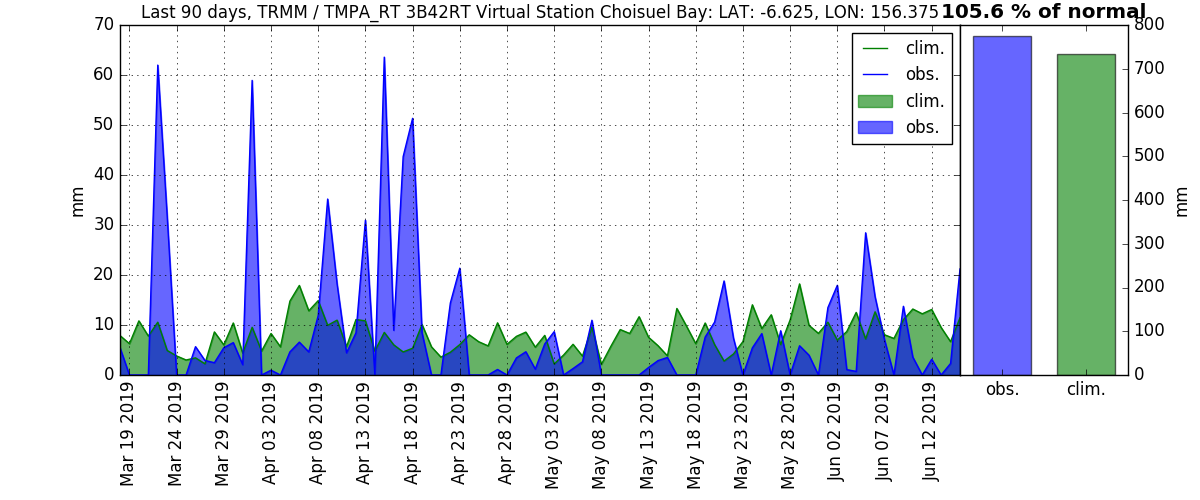 Last 90 days, TRMM / TMPA_RT 3B42RT Virtual Station Choisuel Bay: LAT: -6.625, LON: 156.375
105.6 % of normal
clim.
obs.
clim.
obs.
mm
70
60
50
40
30
20
10
0
Mar 19 2019
Mar 24 2019
Mar 29 2019
Apr 03 2019
Apr 08 2019
Apr 13 2019
Apr 18 2019
Apr 23 2019
Apr 28 2019
May 03 2019
May 08 2019
May 13 2019
May 18 2019
May 23 2019
May 28 2019
Jun 02 2019
Jun 07 2019
Jun 12 2019
800
700
600
500
400
300
200
100
0
mm
obs.
clim.